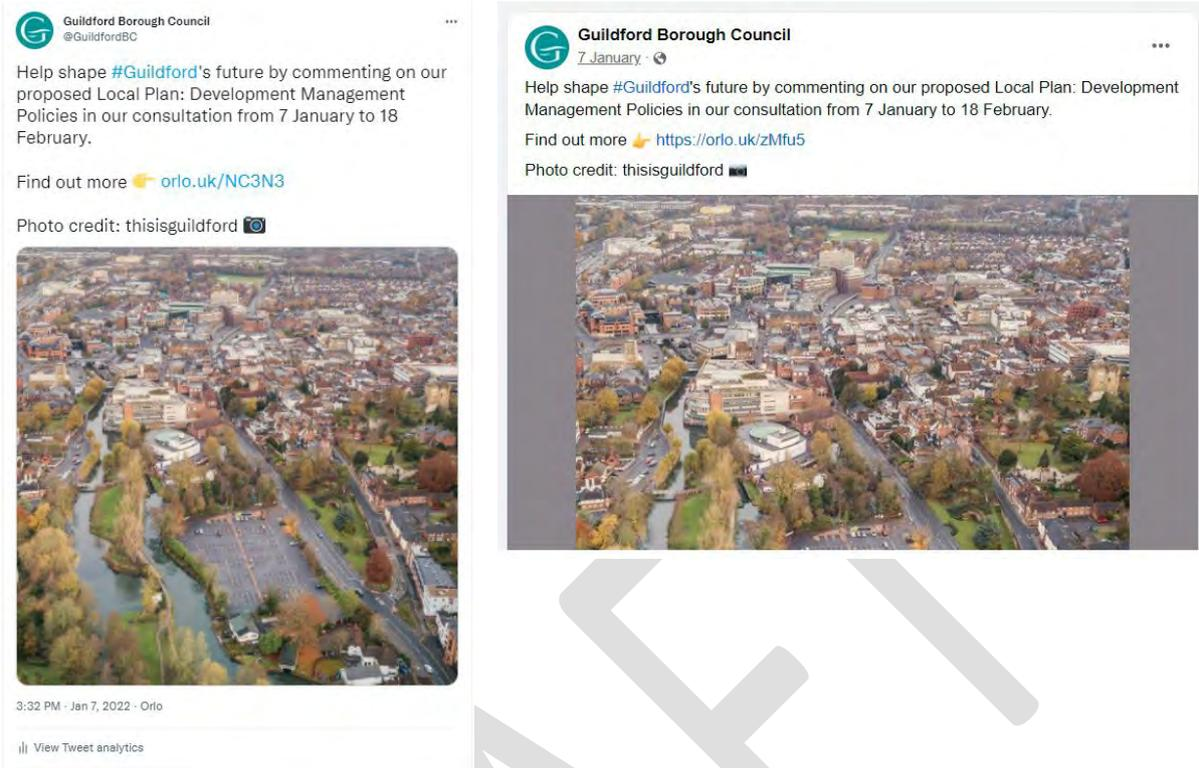 Guildford Borough Council
@GuildfordBC
Help shape #Guildford's future by commenting on our
proposed Local Plan: Development Management
Policies in our consultation from 7 January to 18
February.
Find out more 👉 orlo.uk/NC3N3
Photo credit: thisisguildford 📷
3:32 PM · Jan 7, 2022 · Orlo
View Tweet analytics
Guildford Borough Council
7 January ·
Help shape #Guildford's future by commenting on our proposed Local Plan: Development
Management Policies in our consultation from 7 January to 18 February.
Find out more 👉 https://orlo.uk/zMfu5
Photo credit: thisisguildford 📷